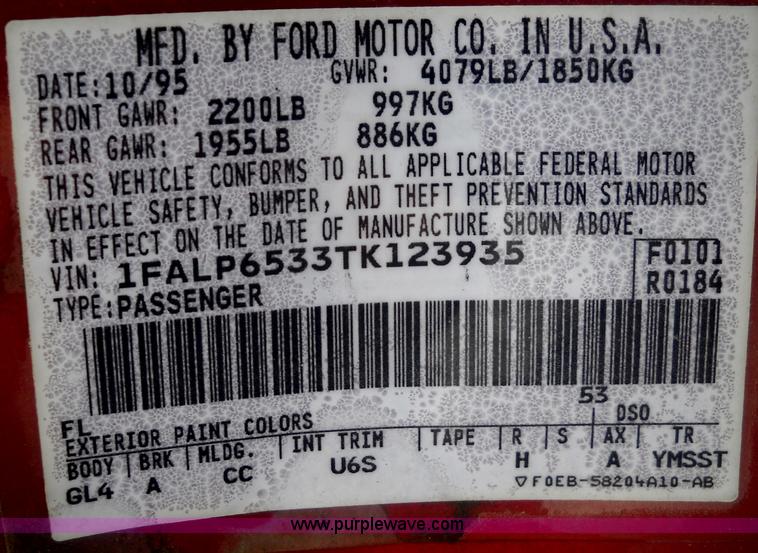 MFD. BY FORD MOTOR CO. IN U.S.A.
DATE:10/95 GVWR: 4079LB/1850KG
FRONT GAWR: 2200LB 997KG
REAR GAWR: 1955LB 886KG
THIS VEHICLE CONFORMS TO ALL APPLICABLE FEDERAL MOTOR
VEHICLE SAFETY, BUMPER, AND THEFT PREVENTION STANDARDS
IN EFFECT ON THE DATE OF MANUFACTURE SHOWN ABOVE.
VIN: 1FALP6533TK123935 F0101
TYPE:PASSENGER R0184
53
FL DSO
EXTERIOR PAINT COLORS
BODY BRK MLDG. INT TRIM TAPE R S AX TR
GL4 A CC U6S H A YMSST
▽F0EB-58204A10-AB
www.purplewave.com